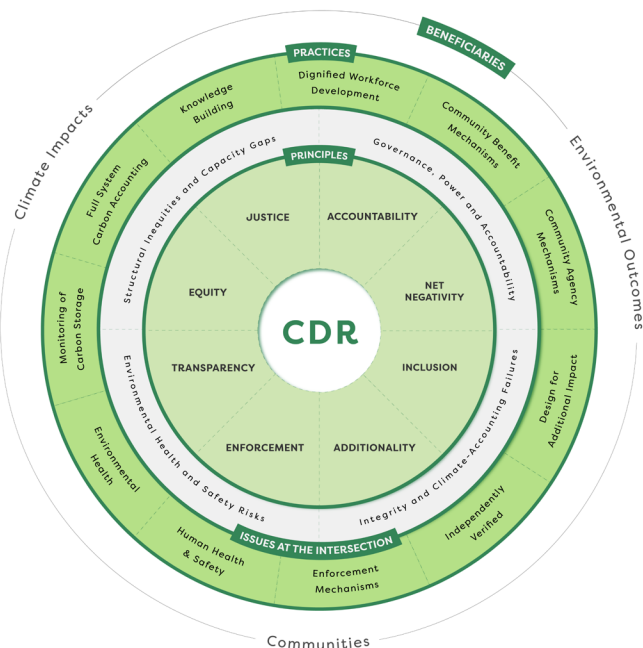 BENEFICIARIES
Climate Impacts
Environmental Outcomes
Communities
PRACTICES
Dignified Workforce
Development
Community Benefit
Mechanisms
Community Agency
Mechanisms
Design for
Additional Impact
Independently
Verified
Enforcement
Mechanisms
Human Health
& Safety
Environmental
Health
Monitoring of
Carbon Storage
Full System
Carbon Accounting
Knowledge
Building
ISSUES AT THE INTERSECTION
Structural Inequities and Capacity Gaps
Governance, Power and Accountability
Integrity and Climate-Accounting Failures
Environmental Health and Safety Risks
PRINCIPLES
JUSTICE
ACCOUNTABILITY
NET
NEGATIVITY
INCLUSION
ADDITIONALITY
ENFORCEMENT
TRANSPARENCY
EQUITY
CDR